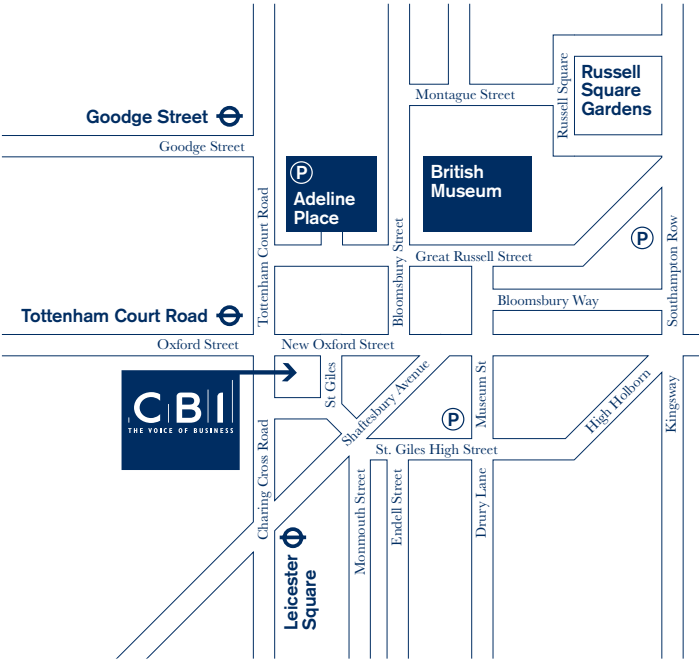 Montague Street
Russell Square
Russell
Square
Gardens
Goodge Street
Goodge Street
P
Adeline
Place
British
Museum
Tottenham Court Road
Bloomsbury Street
Great Russell Street
P
Southampton Row
Bloomsbury Way
Tottenham Court Road
Oxford Street
New Oxford Street
St Giles
Shaftesbury Avenue
Museum St
High Holborn
Kingsway
CBI
THE VOICE OF BUSINESS
P
Charing Cross Road
St. Giles High Street
Monmouth Street
Endell Street
Drury Lane
Leicester
Square